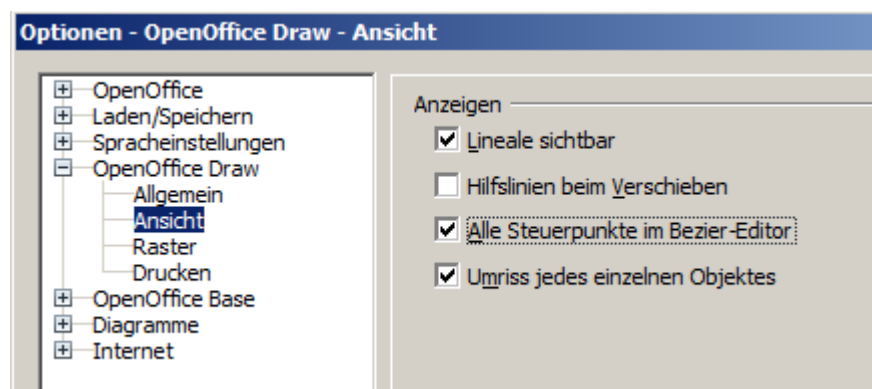 Optionen - OpenOffice Draw - Ansicht
OpenOffice
Laden/Speichern
Spracheinstellungen
OpenOffice Draw
Allgemein
Ansicht
Raster
Drucken
OpenOffice Base
Diagramme
Internet
Anzeigen
Lineale sichtbar
Hilfslinien beim Verschieben
Alle Steuerpunkte im Bezier-Editor
Umriss jedes einzelnen Objektes